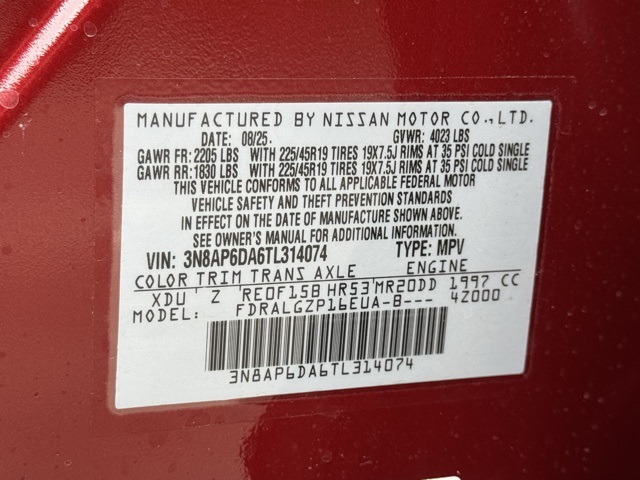 MANUFACTURED BY NISSAN MOTOR CO.,LTD.
DATE: 08/25. GVWR: 4023 LBS
GAWR FR: 2205 LBS WITH 225/45R19 TIRES 19X7.5J RIMS AT 35 PSI COLD SINGLE
GAWR RR: 1830 LBS WITH 225/45R19 TIRES 19X7.5J RIMS AT 35 PSI COLD SINGLE
THIS VEHICLE CONFORMS TO ALL APPLICABLE FEDERAL MOTOR
VEHICLE SAFETY AND THEFT PREVENTION STANDARDS
IN EFFECT ON THE DATE OF MANUFACTURE SHOWN ABOVE.
SEE OWNER'S MANUAL FOR ADDITIONAL INFORMATION.
VIN: 3N8AP6DA6TL314074 TYPE: MPV
COLOR TRIM TRANS AXLE ENGINE
XDU Z RE0F15B HR53 MR20DD 1997 CC
MODEL: FDRALGZP16EUA-B--- 4Z000
3N8AP6DA6TL314074